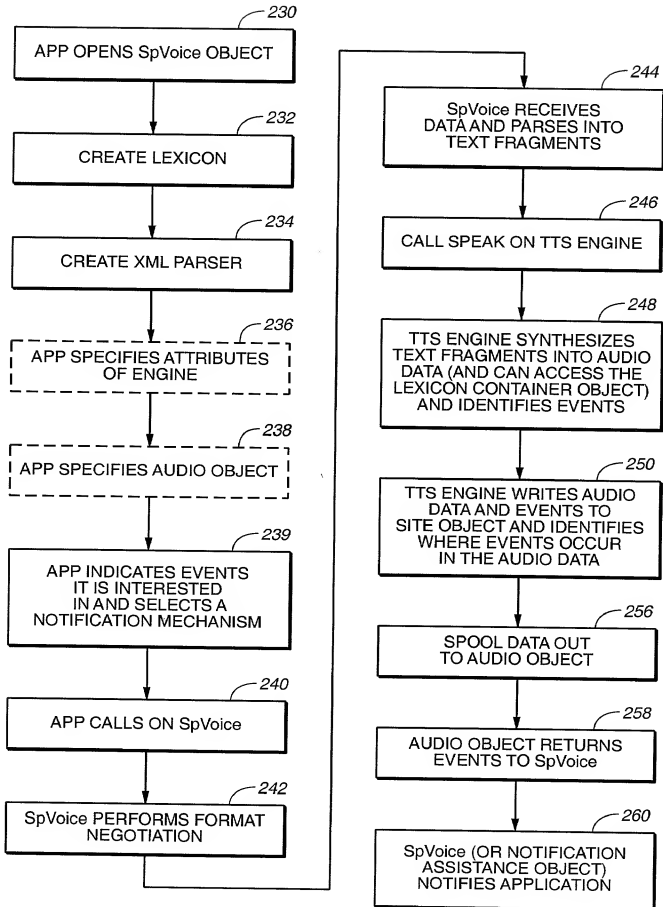 230
APP OPENS SpVoice OBJECT
232
CREATE LEXICON
234
CREATE XML PARSER
236
APP SPECIFIES ATTRIBUTES
OF ENGINE
238
APP SPECIFIES AUDIO OBJECT
239
APP INDICATES EVENTS
IT IS INTERESTED
IN AND SELECTS A
NOTIFICATION MECHANISM
240
APP CALLS ON SpVoice
242
SpVoice PERFORMS FORMAT
NEGOTIATION
244
SpVoice RECEIVES
DATA AND PARSES INTO
TEXT FRAGMENTS
246
CALL SPEAK ON TTS ENGINE
248
TTS ENGINE SYNTHESIZES
TEXT FRAGMENTS INTO AUDIO
DATA (AND CAN ACCESS THE
LEXICON CONTAINER OBJECT)
AND IDENTIFIES EVENTS
250
TTS ENGINE WRITES AUDIO
DATA AND EVENTS TO
SITE OBJECT AND IDENTIFIES
WHERE EVENTS OCCUR
IN THE AUDIO DATA
256
SPOOL DATA OUT
TO AUDIO OBJECT
258
AUDIO OBJECT RETURNS
EVENTS TO SpVoice
260
SpVoice (OR NOTIFICATION
ASSISTANCE OBJECT)
NOTIFIES APPLICATION